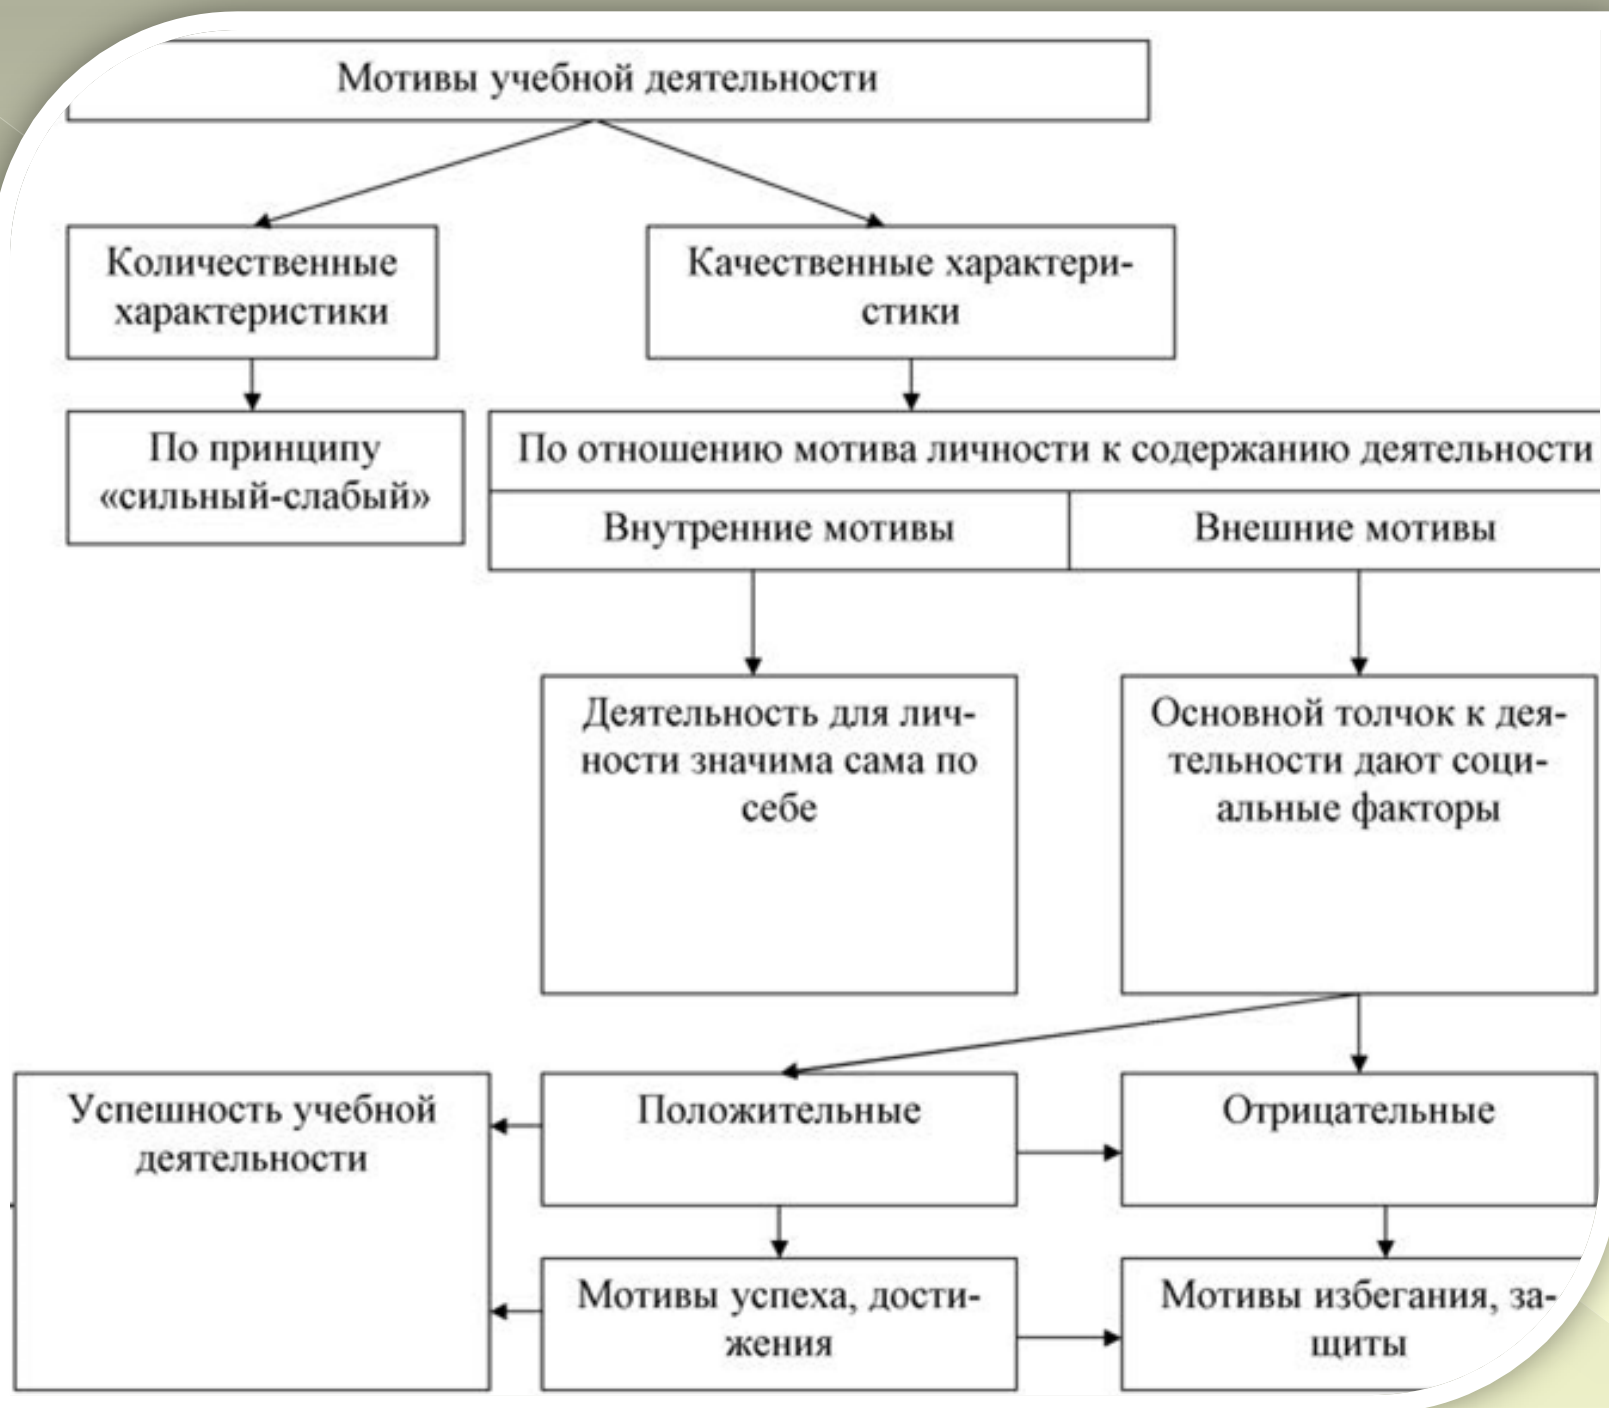 Мотивы учебной деятельности
Количественные
характеристики
Качественные характери-
стики
По принципу
«сильный-слабый»
По отношению мотива личности к содержанию деятельности
Внутренние мотивы
Внешние мотивы
Деятельность для лич-
ности значима сама по
себе
Основной толчок к дея-
тельности дают соци-
альные факторы
Успешность учебной
деятельности
Положительные
Отрицательные
Мотивы успеха, дости-
жения
Мотивы избегания, за-
щиты